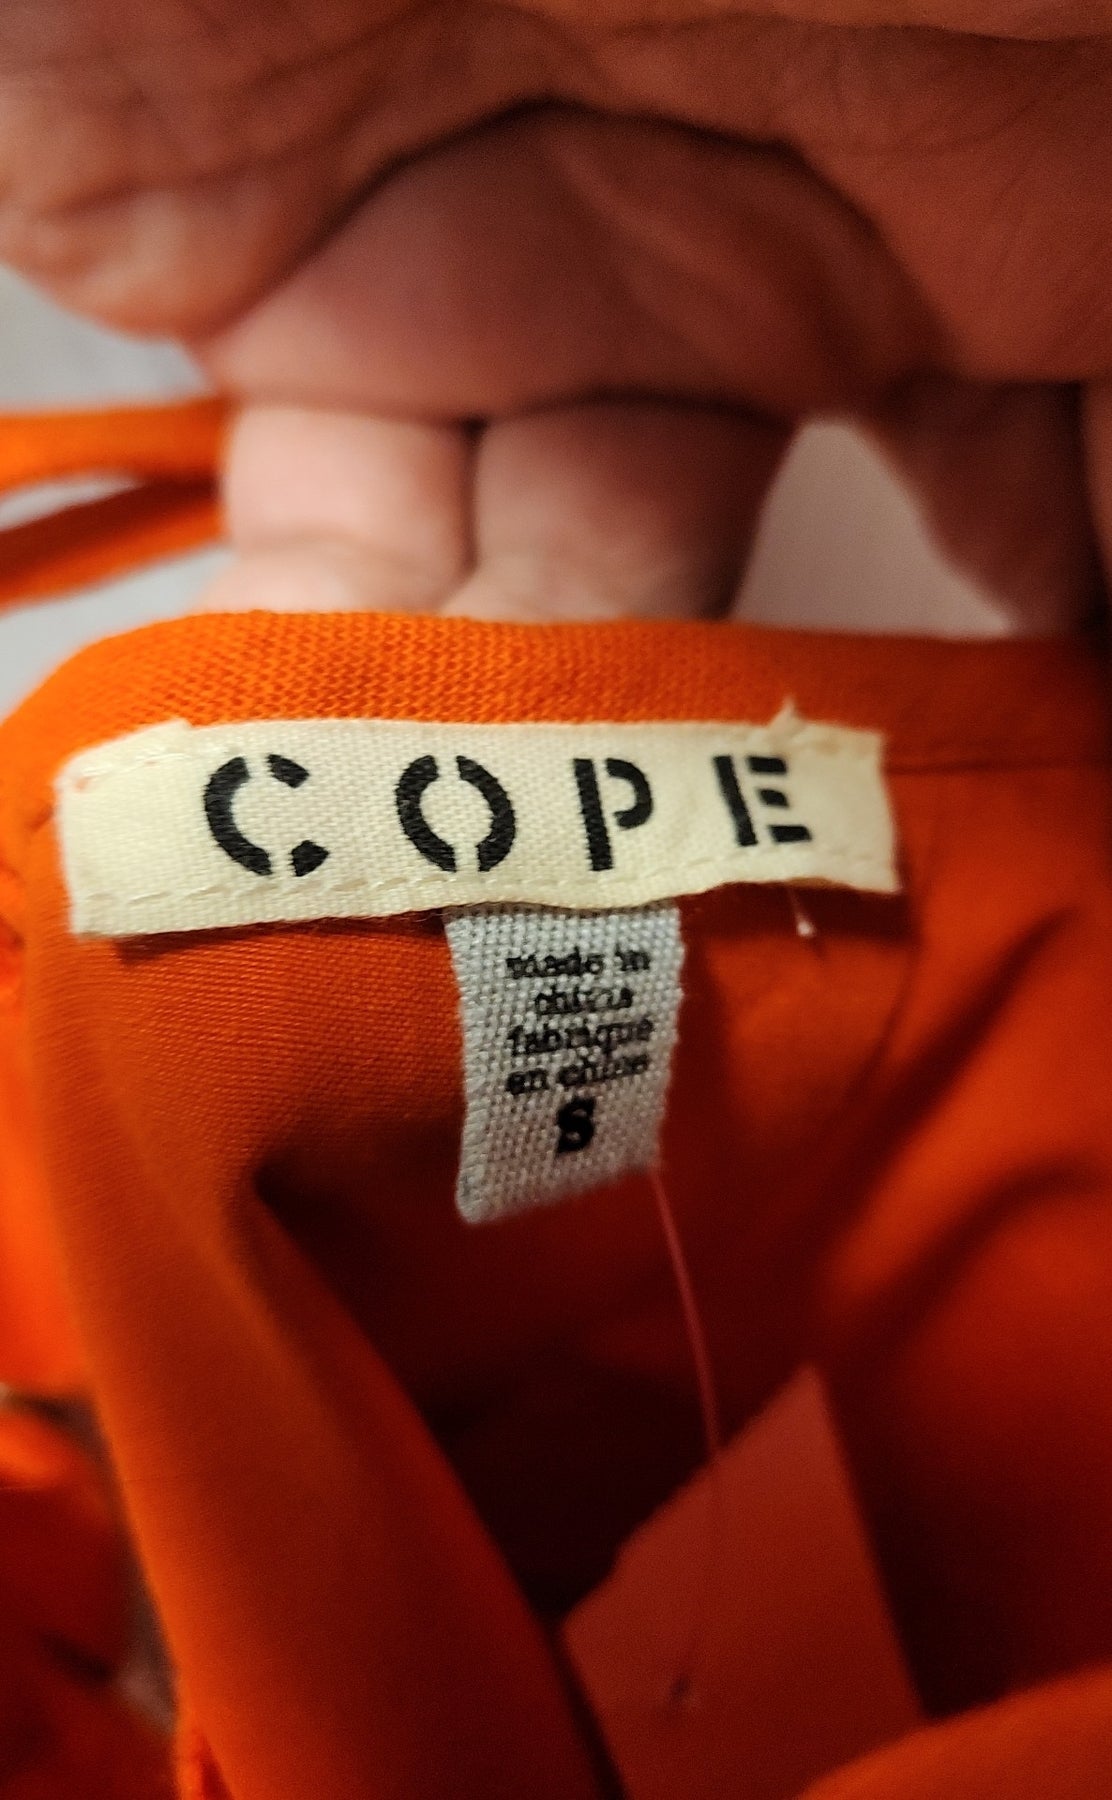 COPE
made in
china
fabriqué
en chine
S